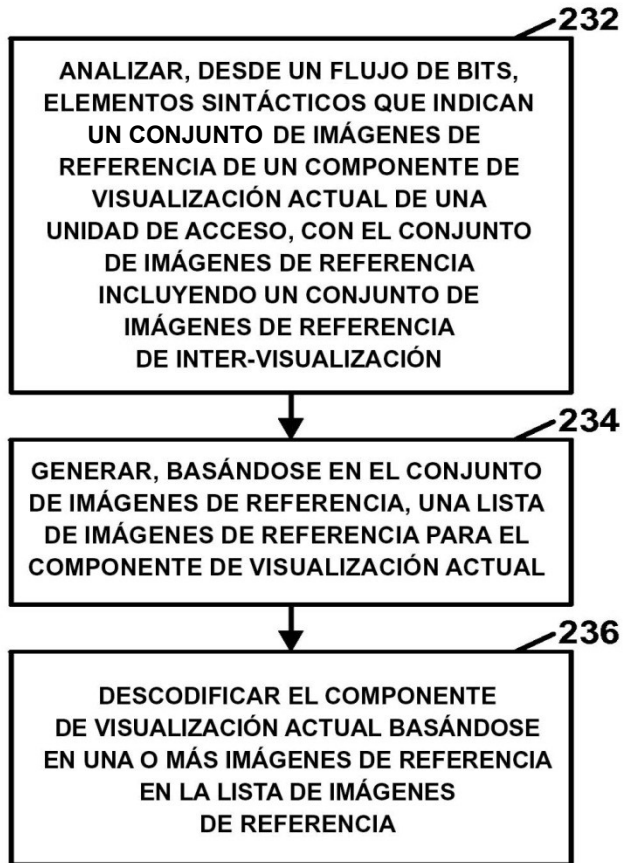 232
ANALIZAR, DESDE UN FLUJO DE BITS,
ELEMENTOS SINTÁCTICOS QUE INDICAN
UN CONJUNTO DE IMÁGENES DE
REFERENCIA DE UN COMPONENTE DE
VISUALIZACIÓN ACTUAL DE UNA
UNIDAD DE ACCESO, CON EL CONJUNTO
DE IMÁGENES DE REFERENCIA
INCLUYENDO UN CONJUNTO DE
IMÁGENES DE REFERENCIA
DE INTER-VISUALIZACIÓN
234
GENERAR, BASÁNDOSE EN EL CONJUNTO
DE IMÁGENES DE REFERENCIA, UNA LISTA
DE IMÁGENES DE REFERENCIA PARA EL
COMPONENTE DE VISUALIZACIÓN ACTUAL
236
DESCODIFICAR EL COMPONENTE
DE VISUALIZACIÓN ACTUAL BASÁNDOSE
EN UNA O MÁS IMÁGENES DE REFERENCIA
EN LA LISTA DE IMÁGENES
DE REFERENCIA